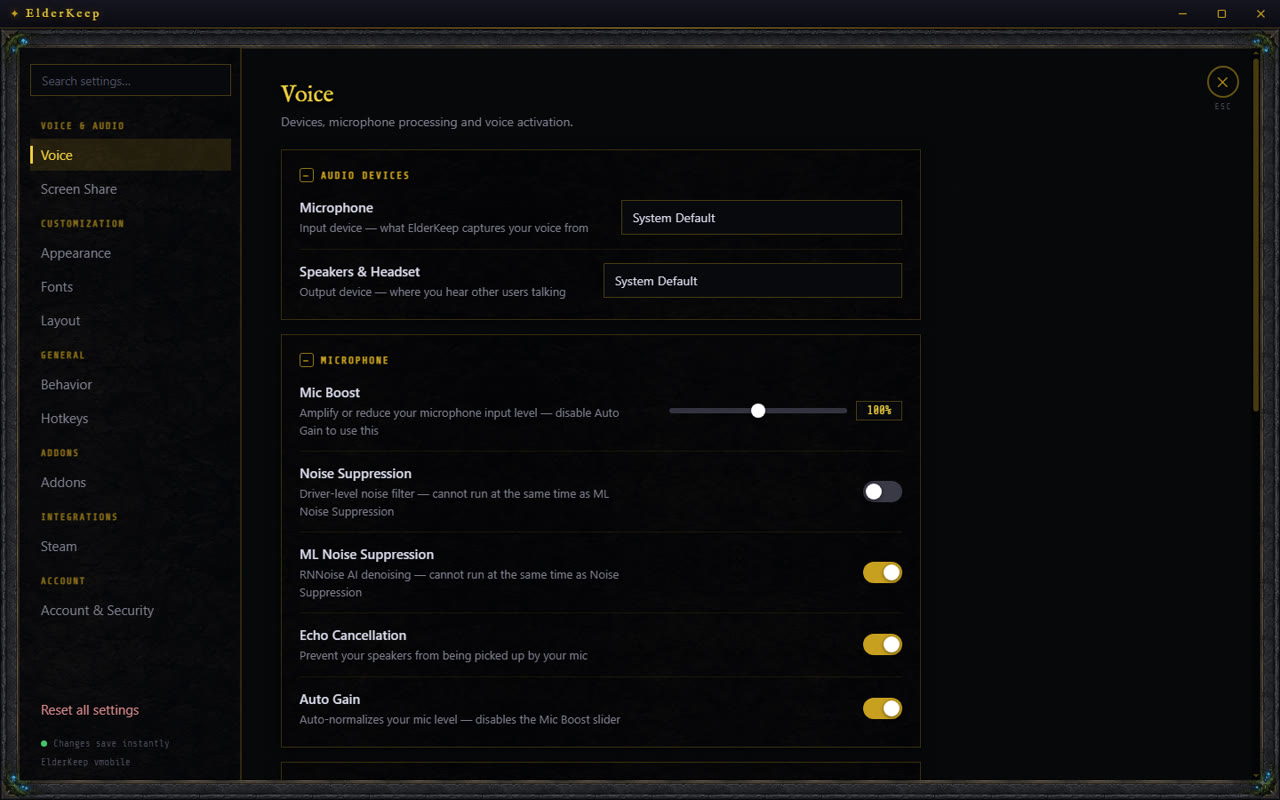 ElderKeep
Search settings...
VOICE & AUDIO
Voice
Screen Share
CUSTOMIZATION
Appearance
Fonts
Layout
GENERAL
Behavior
Hotkeys
ADDONS
Addons
INTEGRATIONS
Steam
ACCOUNT
Account & Security
Reset all settings
Changes save instantly
ElderKeep vmobile
Voice
Devices, microphone processing and voice activation.
ESC
AUDIO DEVICES
Microphone
Input device — what ElderKeep captures your voice from
System Default
Speakers & Headset
Output device — where you hear other users talking
System Default
MICROPHONE
Mic Boost
Amplify or reduce your microphone input level — disable Auto
Gain to use this
100%
Noise Suppression
Driver-level noise filter — cannot run at the same time as ML
Noise Suppression
ML Noise Suppression
RNNoise AI denoising — cannot run at the same time as Noise
Suppression
Echo Cancellation
Prevent your speakers from being picked up by your mic
Auto Gain
Auto-normalizes your mic level — disables the Mic Boost slider